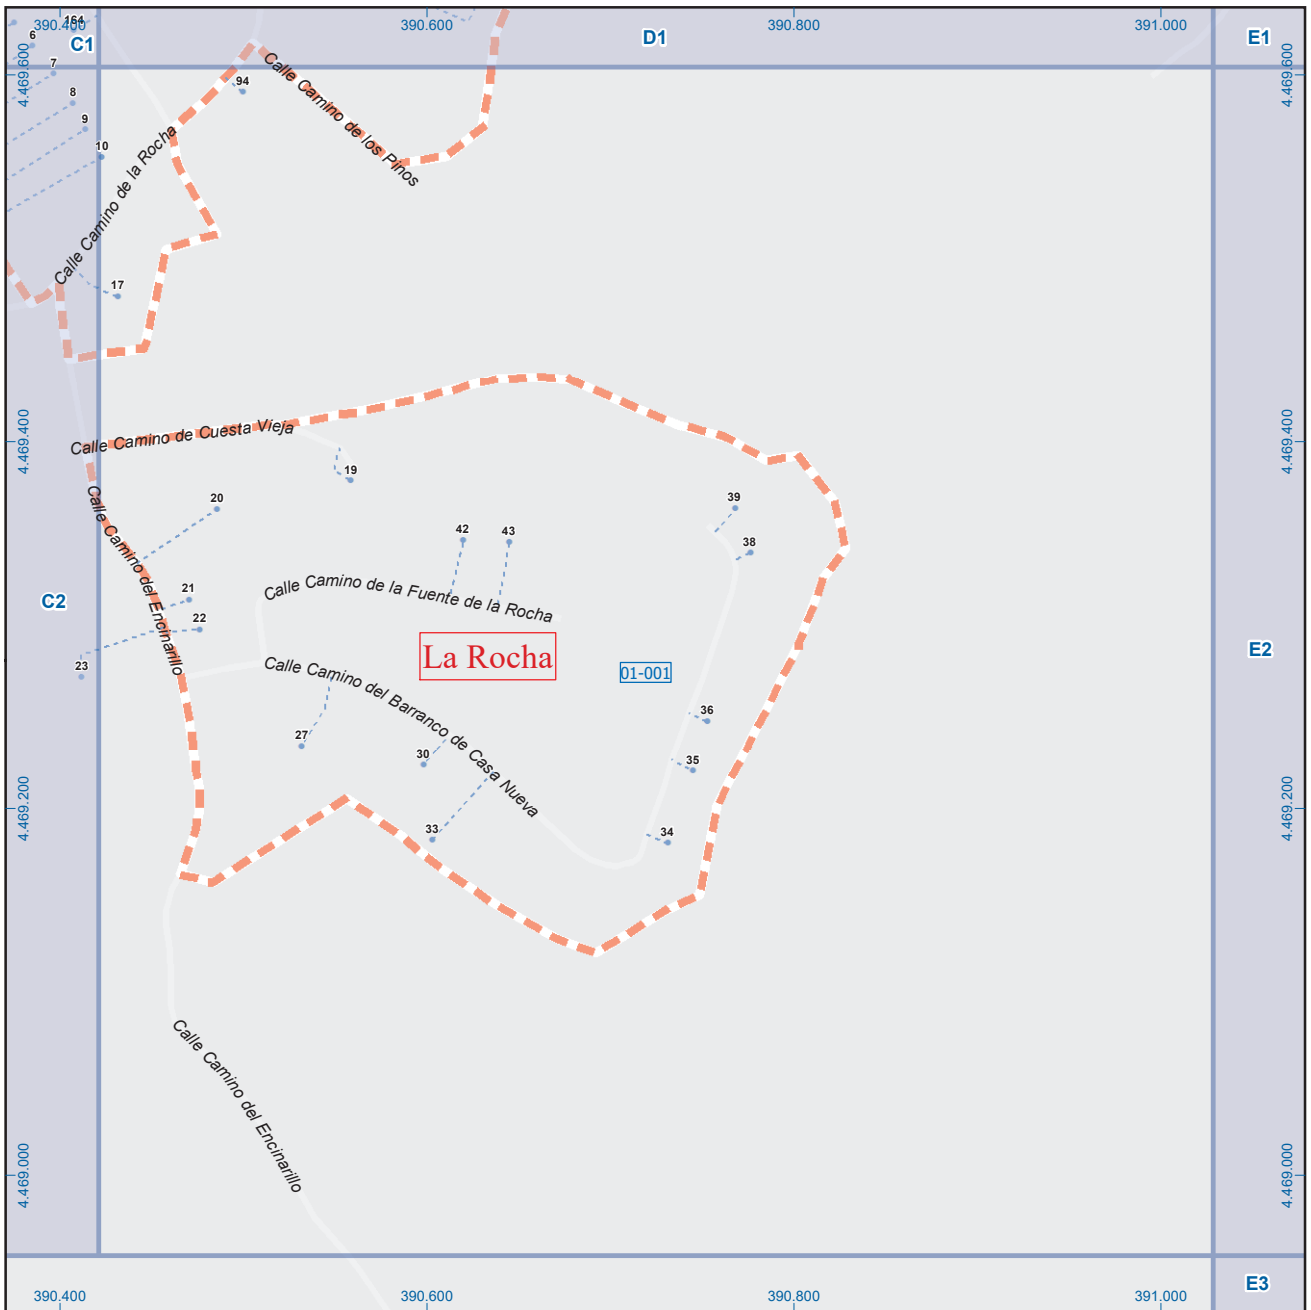 164
390.400
390.600
390.800
391.000
C1
D1
E1
6
7
8
9
10
94
4.469.600
4.469.600
Calle Camino de los Pinos
Calle Camino de la Rocha
17
Calle Camino de Cuesta Vieja
4.469.400
4.469.400
19
20
39
38
42
43
Calle Camino del Encinarillo
21
22
23
C2
Calle Camino de la Fuente de la Rocha
La Rocha
01-001
E2
Calle Camino del Barranco de Casa Nueva
27
30
33
36
35
34
4.469.200
4.469.200
Calle Camino del Encinarillo
4.469.000
4.469.000
E3
390.400
390.600
390.800
391.000